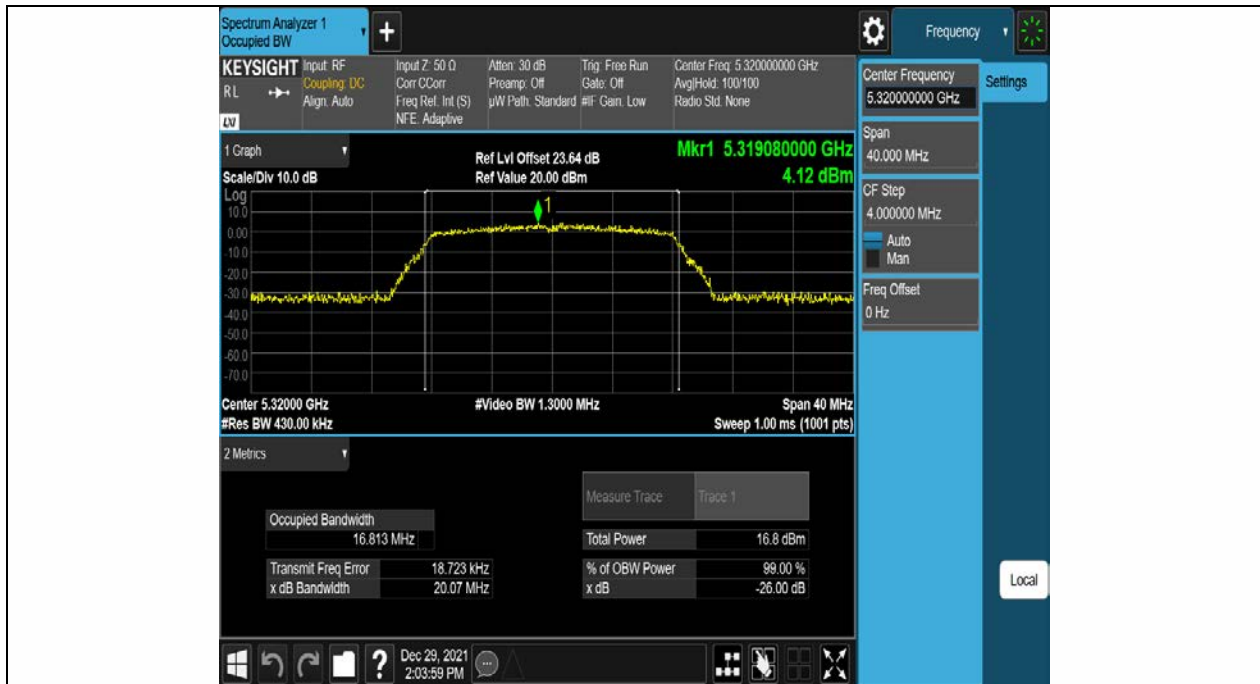 Spectrum Analyzer 1
Occupied BW
+
Frequency
KEYSIGHT
RL
LXI
Input: RF
Coupling: DC
Align: Auto
Input Z: 50 Ω
Corr CCorr
Freq Ref: Int (S)
NFE: Adaptive
Atten: 30 dB
Preamp: Off
µW Path: Standard
Trig: Free Run
Gate: Off
#IF Gain: Low
Center Freq: 5.320000000 GHz
Avg|Hold: 100/100
Radio Std: None
Center Frequency
5.320000000 GHz
Settings
Span
40.000 MHz
CF Step
4.000000 MHz
Auto
Man
Freq Offset
0 Hz
Local
1 Graph
Scale/Div 10.0 dB
Ref Lvl Offset 23.64 dB
Ref Value 20.00 dBm
Mkr1 5.319080000 GHz
4.12 dBm
Log
10.0
0.00
-10.0
-20.0
-30.0
-40.0
-50.0
-60.0
-70.0
1
Center 5.32000 GHz
#Video BW 1.3000 MHz
Span 40 MHz
#Res BW 430.00 kHz
Sweep 1.00 ms (1001 pts)
2 Metrics
Measure Trace Trace 1
Occupied Bandwidth
16.813 MHz
Total Power 16.8 dBm
Transmit Freq Error 18.723 kHz
% of OBW Power 99.00 %
x dB Bandwidth 20.07 MHz
x dB -26.00 dB
?
Dec 29, 2021
2:03:59 PM